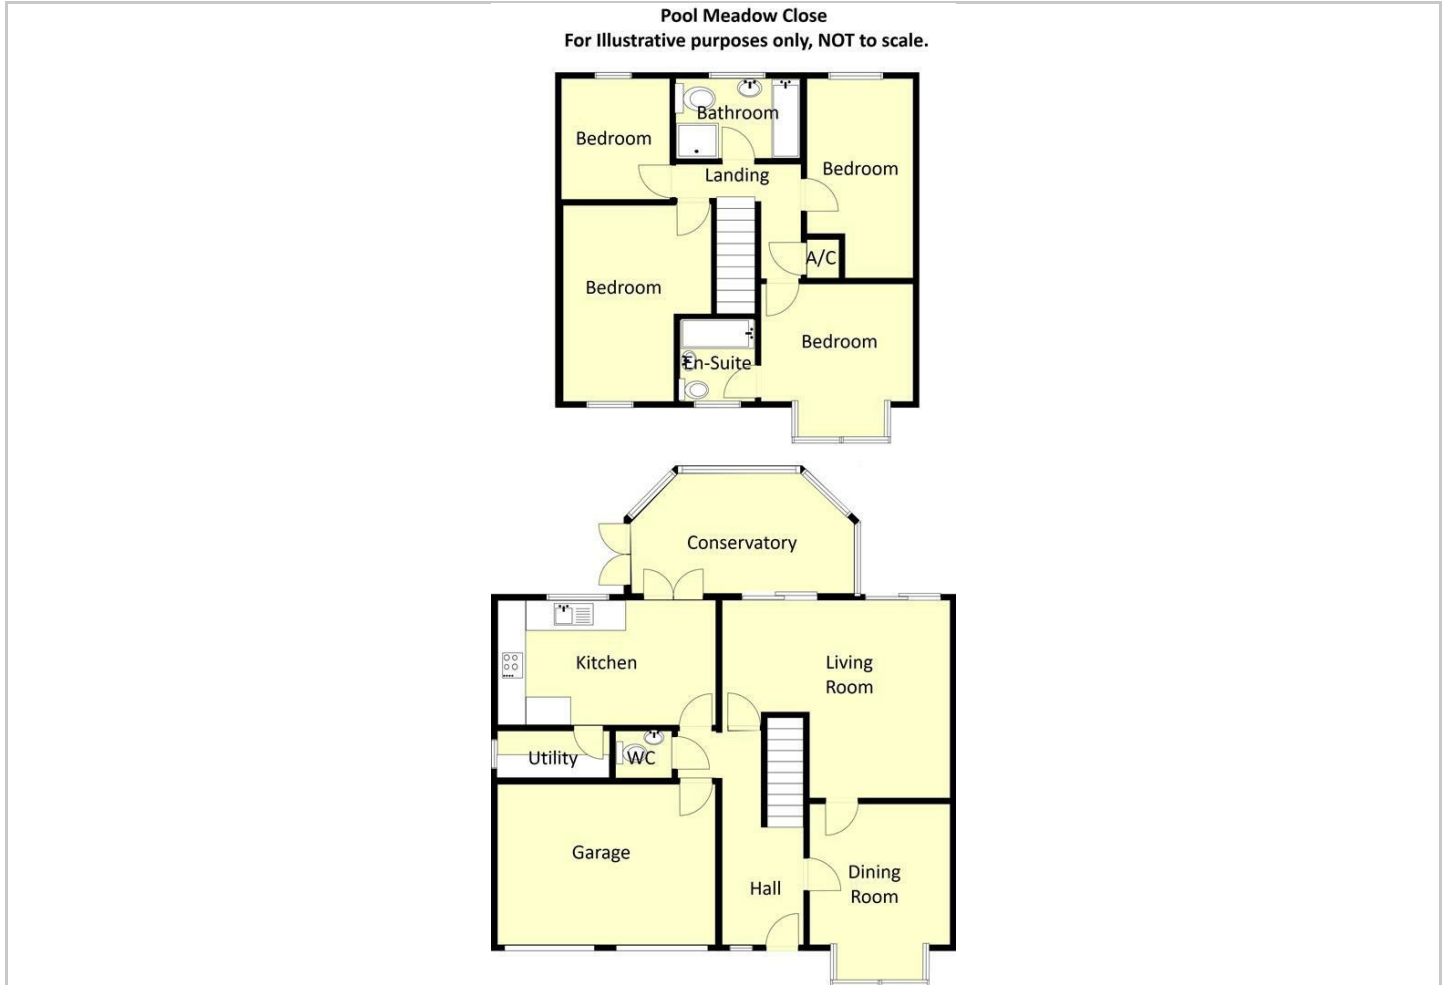 Pool Meadow Close
For Illustrative purposes only, NOT to scale.
Bedroom
Bathroom
Landing
Bedroom
A/C
Bedroom
En-Suite
Bedroom
Conservatory
Kitchen
Living
Room
Utility
WC
Garage
Hall
Dining
Room